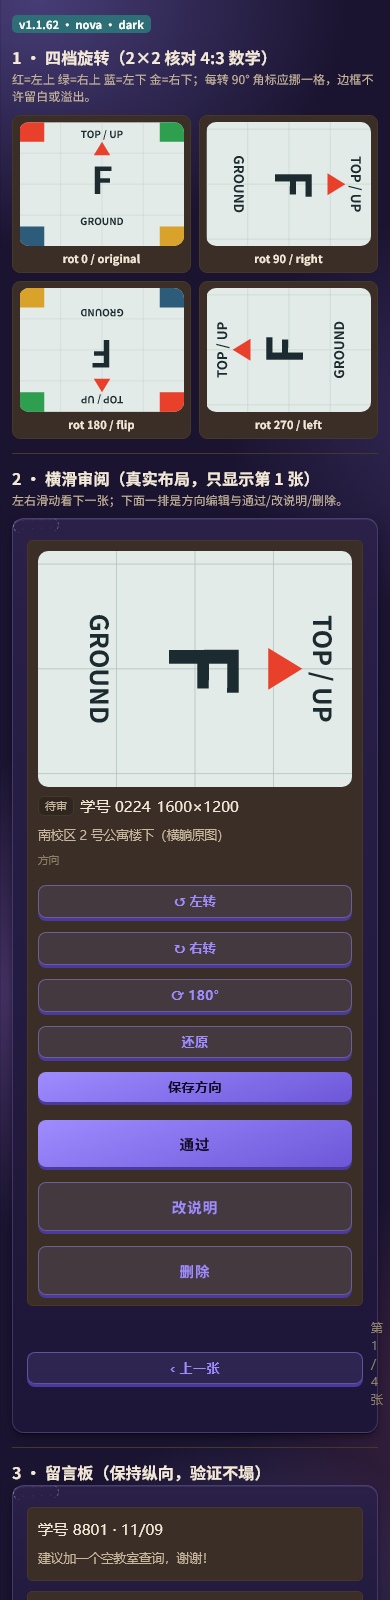 v1.1.62 • nova • dark
1 • 四档旋转（2×2 核对 4:3 数学）
红=左上 绿=右上 蓝=左下 金=右下；每转 90° 角标应挪一格，边框不
许留白或溢出。
TOP / UP
F
GROUND
rot 0 / original
GROUND
F
TOP / UP
rot 90 / right
GROUND
F
TOP / UP
rot 180 / flip
TOP / UP
F
GROUND
rot 270 / left
2 • 横滑审阅（真实布局，只显示第 1 张）
左右滑动看下一张；下面一排是方向编辑与通过/改说明/删除。
GROUND
F
TOP / UP
待审 学号 0224 1600×1200
南校区 2 号公寓楼下（横躺原图）
方向
↺ 左转
↻ 右转
⟳ 180°
还原
保存方向
通过
改说明
删除
第
1
/
4
张
‹ 上一张
3 • 留言板（保持纵向，验证不塌）
学号 8801 · 11/09
建议加一个空教室查询，谢谢！